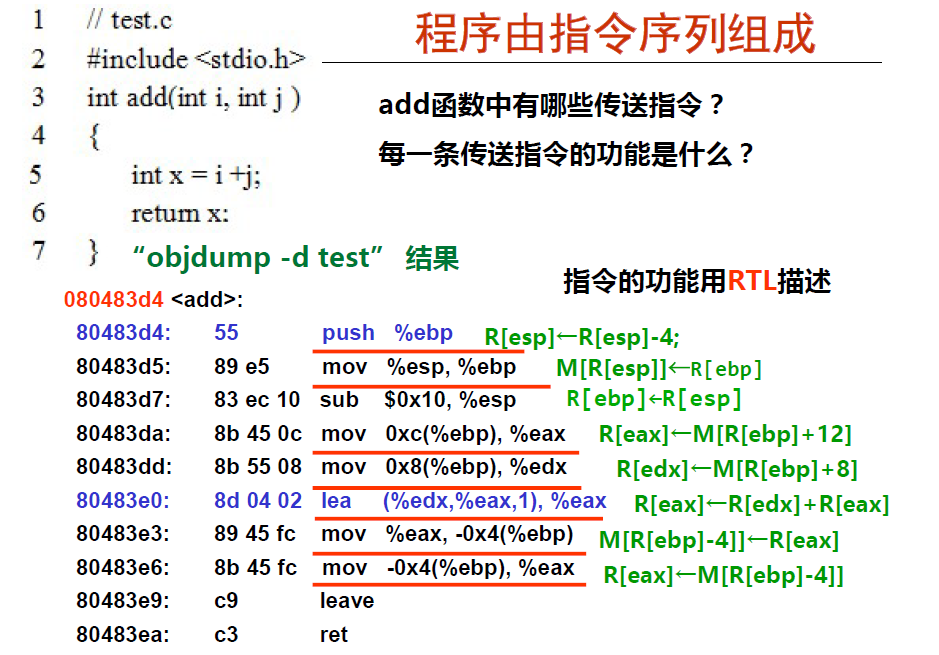 程序由指令序列组成
1 // test.c
2 #include <stdio.h>
3 int add(int i, int j )
4 {
5 int x = i +j;
6 return x:
7 }
add函数中有哪些传送指令？
每一条传送指令的功能是什么？
“objdump -d test” 结果
指令的功能用RTL描述
080483d4 <add>:
80483d4: 55 push %ebp R[esp]←R[esp]-4;
80483d5: 89 e5 mov %esp, %ebp M[R[esp]]←R[ebp]
80483d7: 83 ec 10 sub $0x10, %esp R[ebp]←R[esp]
80483da: 8b 45 0c mov 0xc(%ebp), %eax R[eax]←M[R[ebp]+12]
80483dd: 8b 55 08 mov 0x8(%ebp), %edx R[edx]←M[R[ebp]+8]
80483e0: 8d 04 02 lea (%edx,%eax,1), %eax R[eax]←R[edx]+R[eax]
80483e3: 89 45 fc mov %eax, -0x4(%ebp) M[R[ebp]-4]]←R[eax]
80483e6: 8b 45 fc mov -0x4(%ebp), %eax R[eax]←M[R[ebp]-4]]
80483e9: c9 leave
80483ea: c3 ret